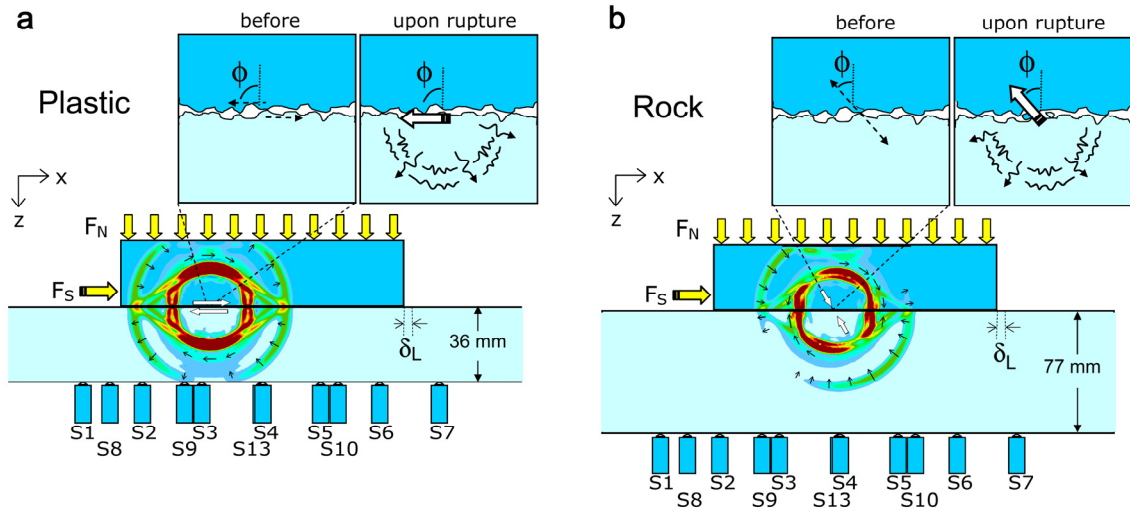 a
before
upon rupture
ϕ
ϕ
Plastic
x
z
F_N
F_S
δ_L
36 mm
S1
S2
S3
S4
S5
S6
S7
S8
S9
S13
S10
b
before
upon rupture
ϕ
ϕ
Rock
x
z
F_N
F_S
δ_L
77 mm
S1
S2
S3
S4
S5
S6
S7
S8
S9
S13
S10